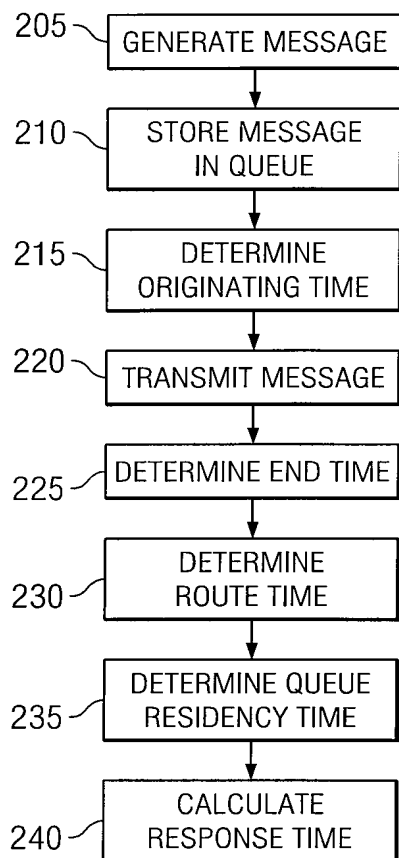 205
GENERATE MESSAGE
210
STORE MESSAGE
IN QUEUE
215
DETERMINE
ORIGINATING TIME
220
TRANSMIT MESSAGE
225
DETERMINE END TIME
230
DETERMINE
ROUTE TIME
235
DETERMINE QUEUE
RESIDENCY TIME
240
CALCULATE
RESPONSE TIME